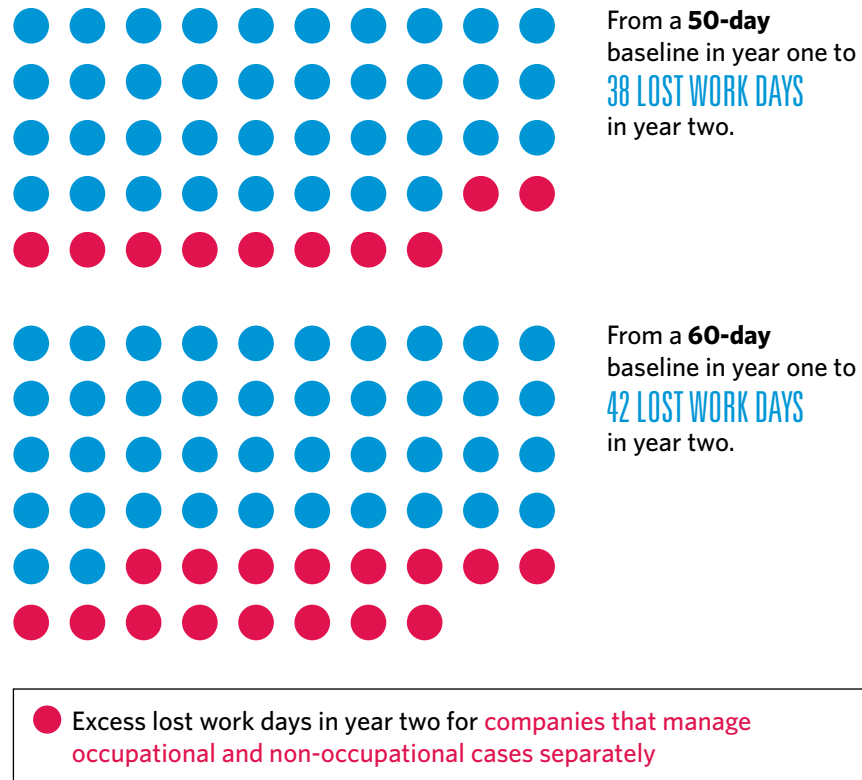 From a 50-day
baseline in year one to
38 LOST WORK DAYS
in year two.
From a 60-day
baseline in year one to
42 LOST WORK DAYS
in year two.
Excess lost work days in year two for companies that manage
occupational and non-occupational cases separately